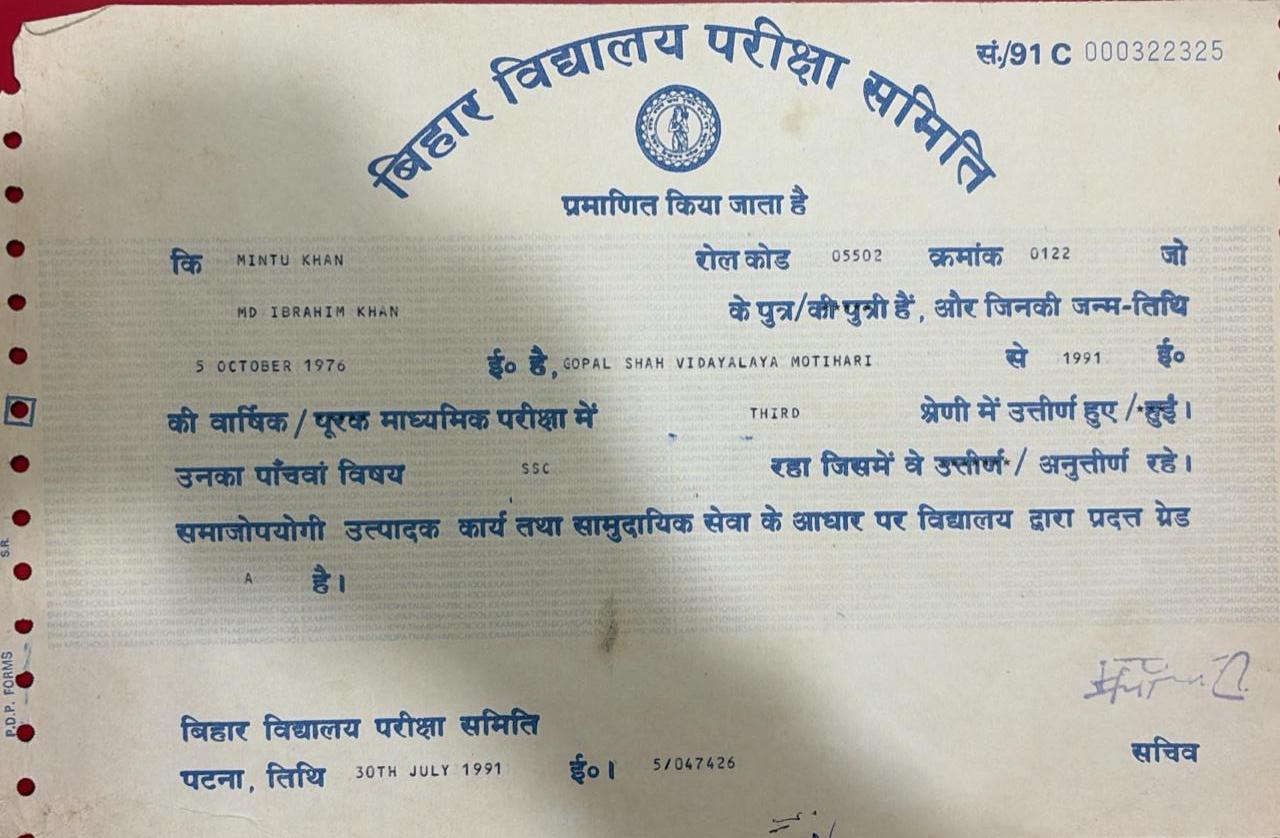 बिहार विद्यालय परीक्षा समिति
सं./91 C 000322325
प्रमाणित किया जाता है
कि MINTU KHAN रोल कोड 05502 क्रमांक 0122 जो
MD IBRAHIM KHAN के पुत्र/की पुत्री हैं, और जिनकी जन्म-तिथि
5 OCTOBER 1976 ई० है, GOPAL SHAH VIDAYALAYA MOTIHARI से 1991 ई०
की वार्षिक / पूरक माध्यमिक परीक्षा में THIRD श्रेणी में उत्तीर्ण हुए /हुई।
उनका पाँचवां विषय SSC रहा जिसमें वे उत्तीर्ण / अनुत्तीर्ण रहे।
समाजोपयोगी उत्पादक कार्य तथा सामुदायिक सेवा के आधार पर विद्यालय द्वारा प्रदत्त ग्रेड
A है।
बिहार विद्यालय परीक्षा समिति
पटना, तिथि 30TH JULY 1991 ई०। 5/047426
सचिव
P.D.P. FORMS S.R.